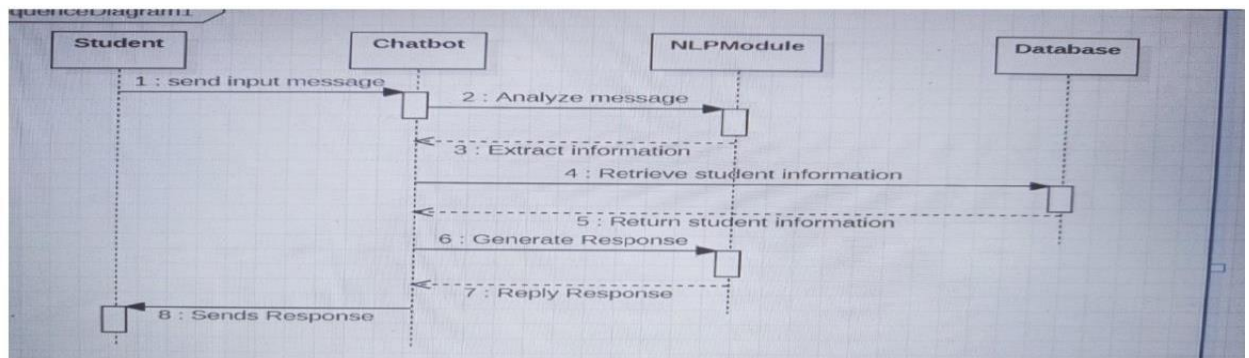 quenceDiagram1
Student
Chatbot
NLPModule
Database
1 : send input message
2 : Analyze message
3 : Extract information
4 : Retrieve student information
5 : Return student information
6 : Generate Response
7 : Reply Response
8 : Sends Response